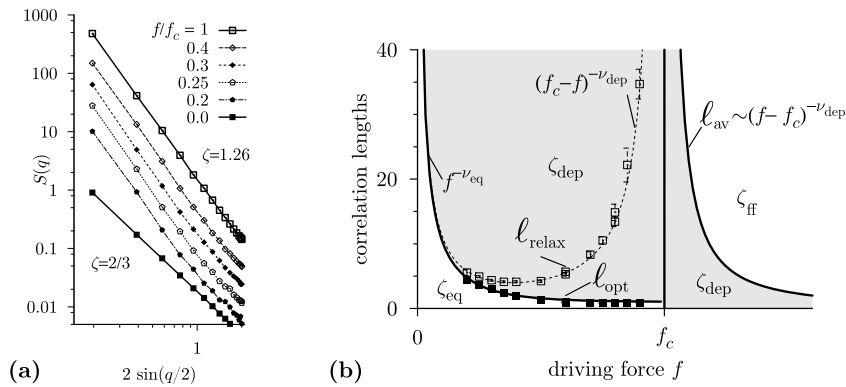 1000
100
10
1
0.1
0.01
S(q)
f/f_c = 1
0.4
0.3
0.25
0.2
0.0
ζ=1.26
ζ=2/3
1
(a) 2 sin(q/2)
40
20
0
correlation lengths
(f_c−f)^{−ν_dep}
ℓ_av∼(f−f_c)^{−ν_dep}
f^{−ν_eq}
ζ_dep
ζ_ff
ℓ_relax
ζ_eq
ℓ_opt
ζ_dep
0
f_c
(b) driving force f